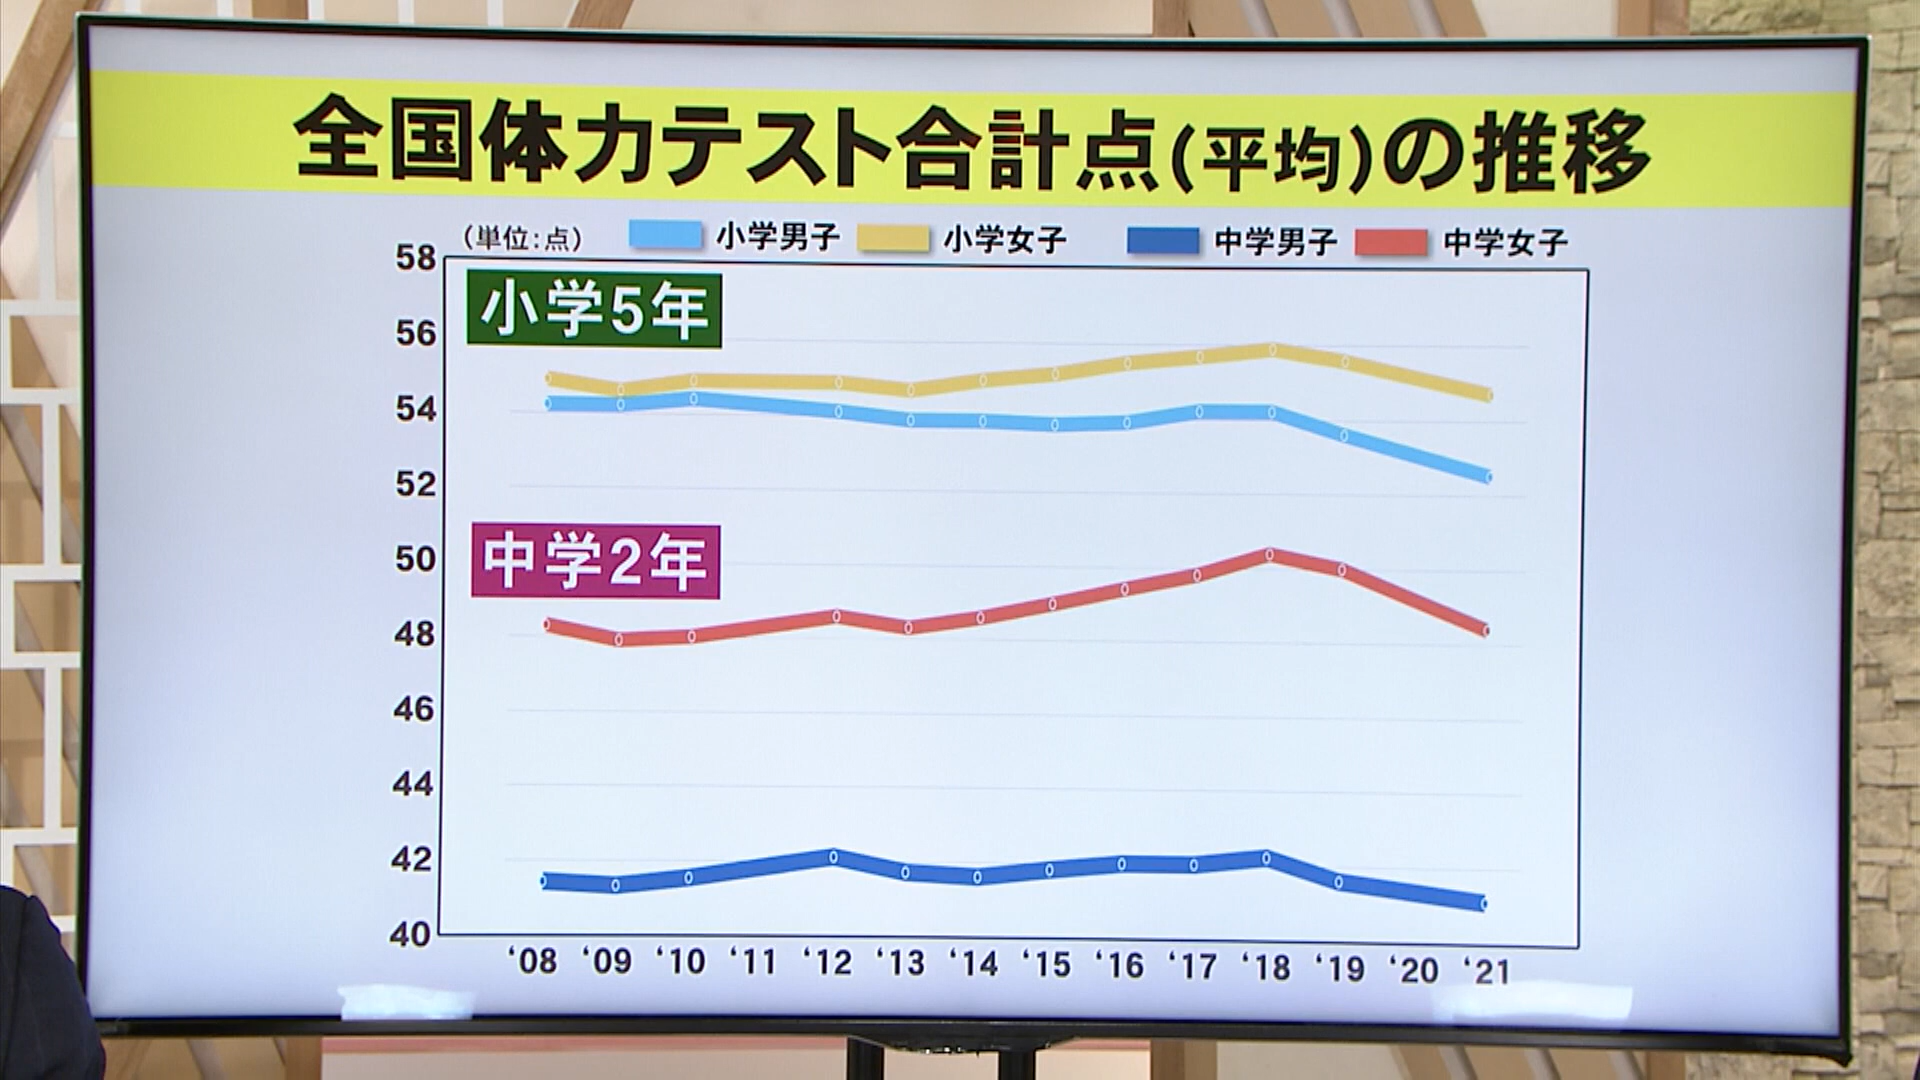 全国体力テスト合計点(平均)の推移
(単位:点) 小学男子 小学女子 中学男子 中学女子
58
小学5年
56
54
52
50
中学2年
48
46
44
42
40
‘08 ‘09 ‘10 ‘11 ‘12 ‘13 ‘14 ‘15 ‘16 ‘17 ‘18 ‘19 ‘20 ‘21